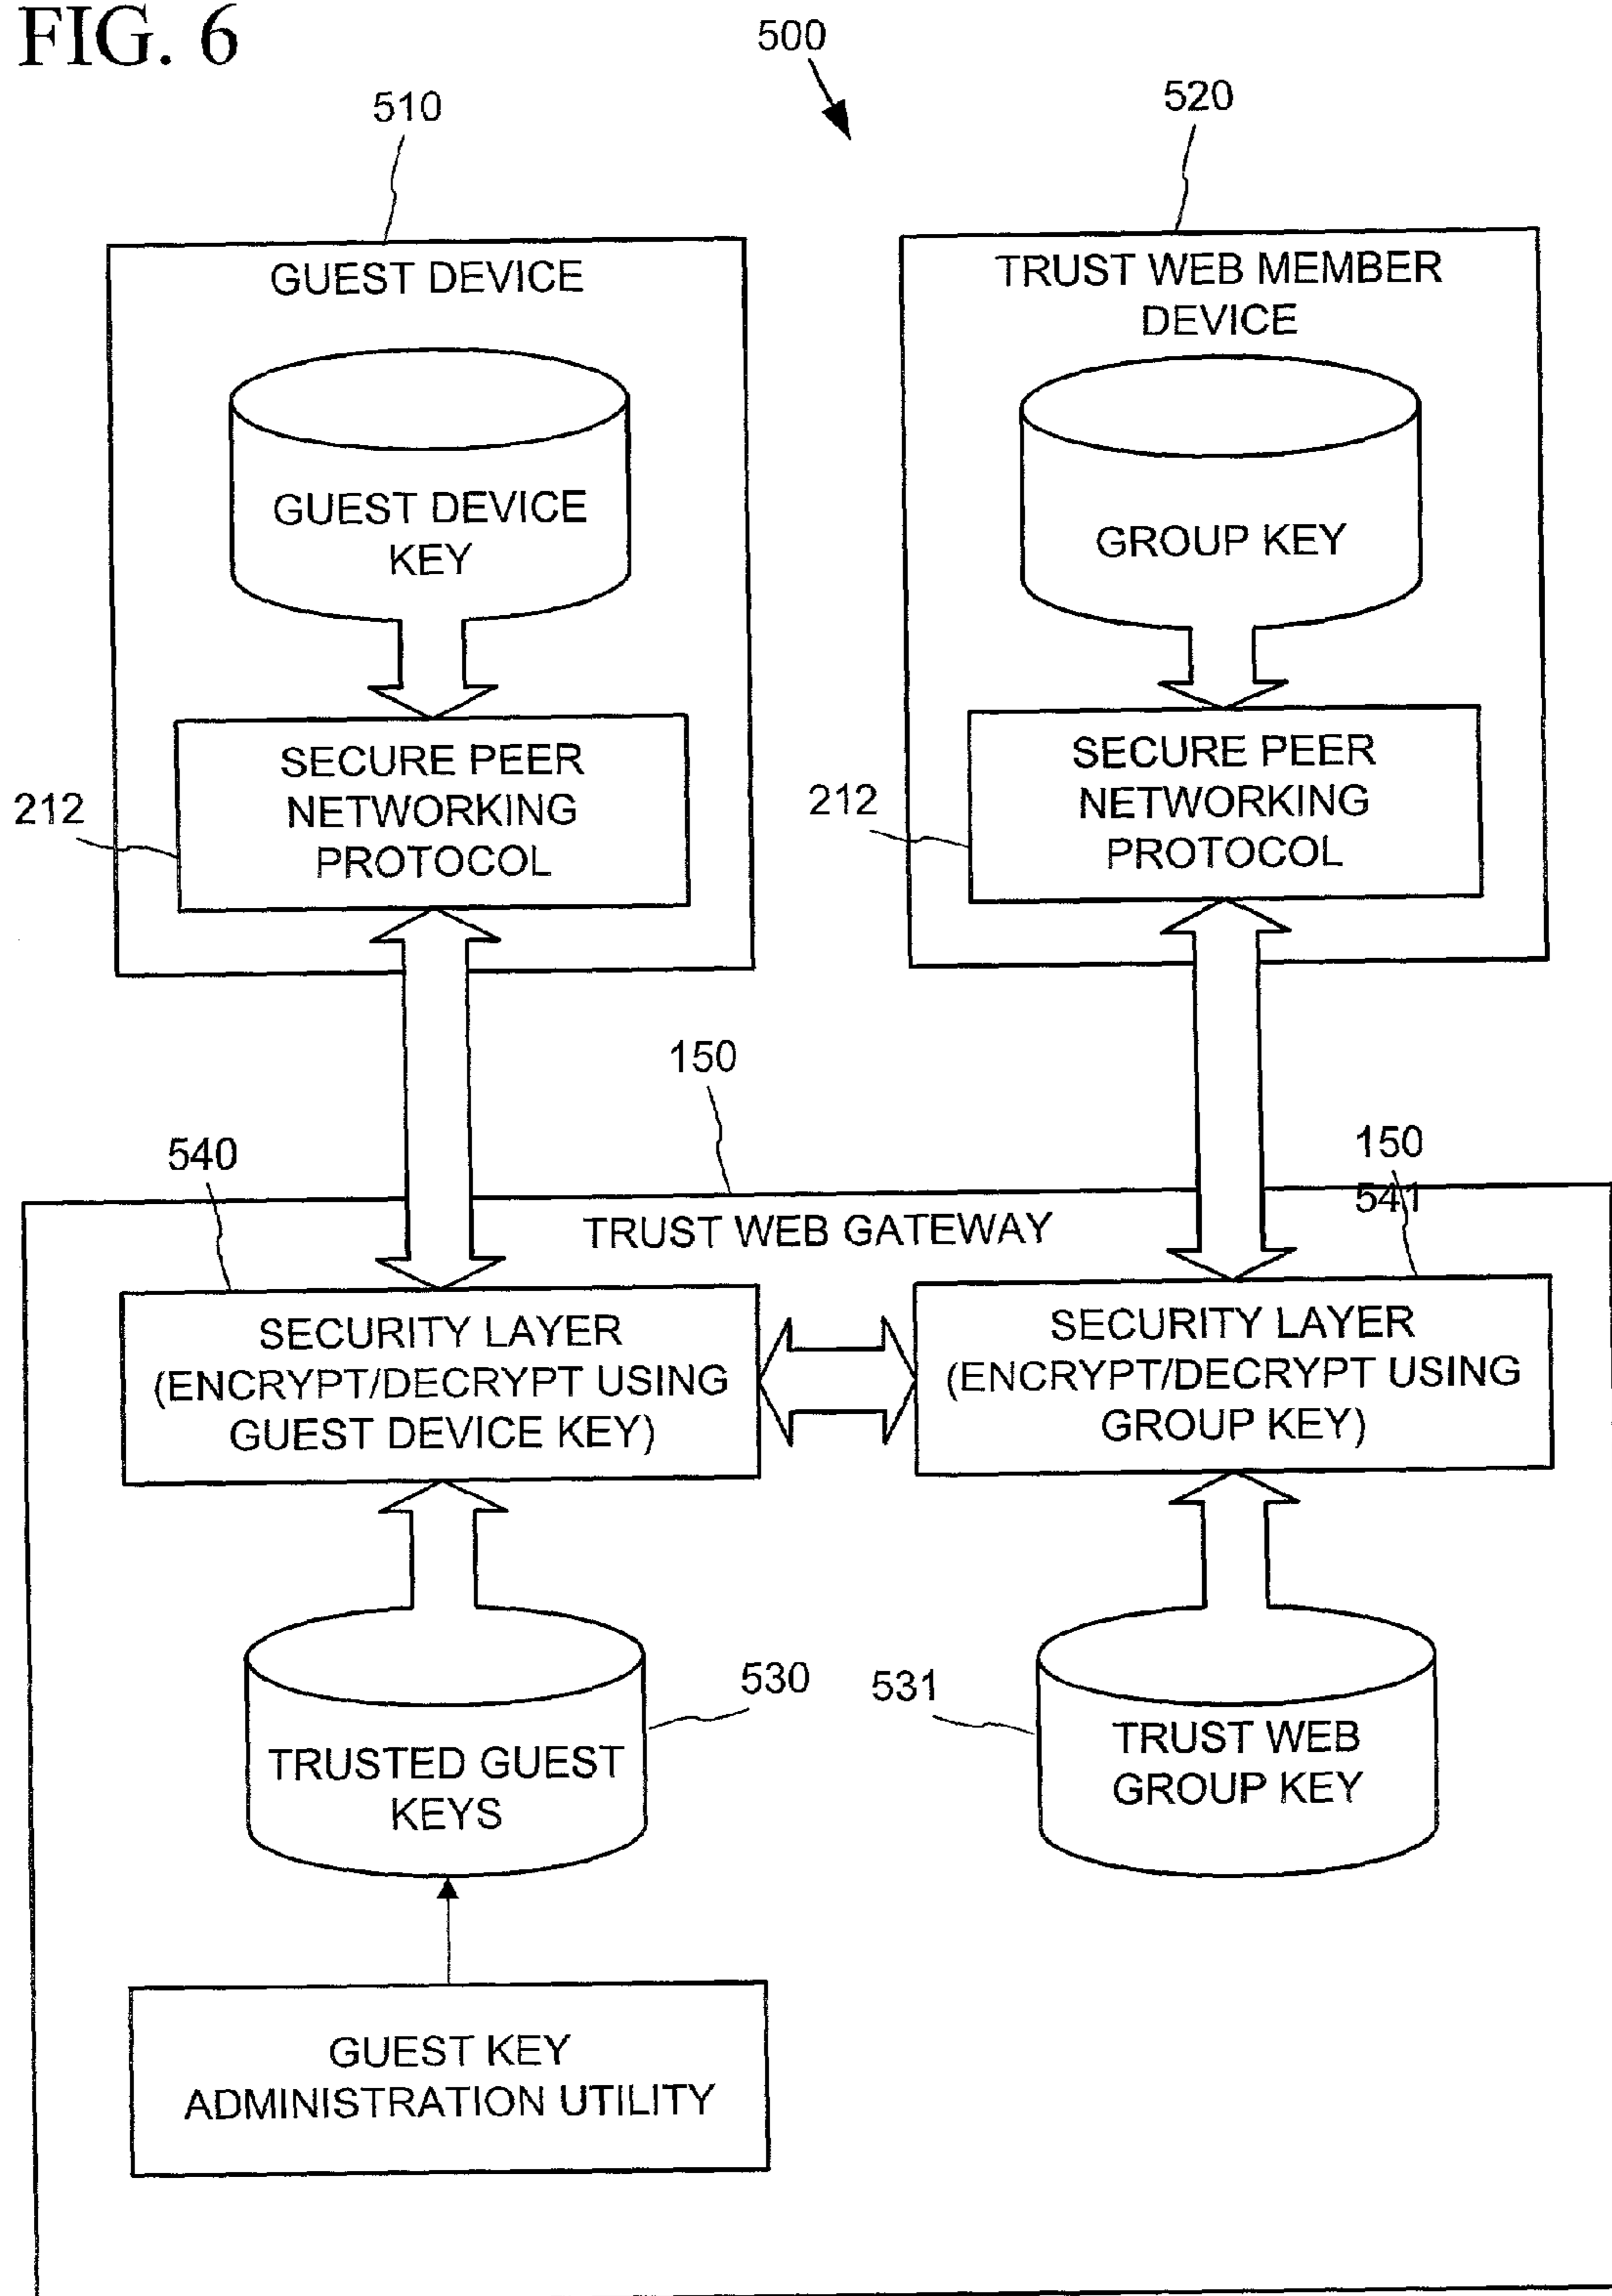 FIG. 6
500
510
520
GUEST DEVICE
TRUST WEB MEMBER
DEVICE
GUEST DEVICE
KEY
GROUP KEY
SECURE PEER
NETWORKING
PROTOCOL
212
SECURE PEER
NETWORKING
PROTOCOL
212
150
540
150
541
TRUST WEB GATEWAY
SECURITY LAYER
(ENCRYPT/DECRYPT USING
GUEST DEVICE KEY)
SECURITY LAYER
(ENCRYPT/DECRYPT USING
GROUP KEY)
530
531
TRUSTED GUEST
KEYS
TRUST WEB
GROUP KEY
GUEST KEY
ADMINISTRATION UTILITY